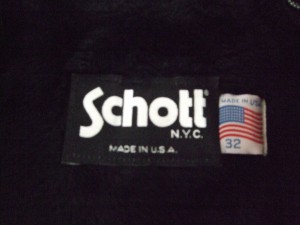 Schott
N.Y.C.
MADE IN U.S.A.
MADE IN USA
32